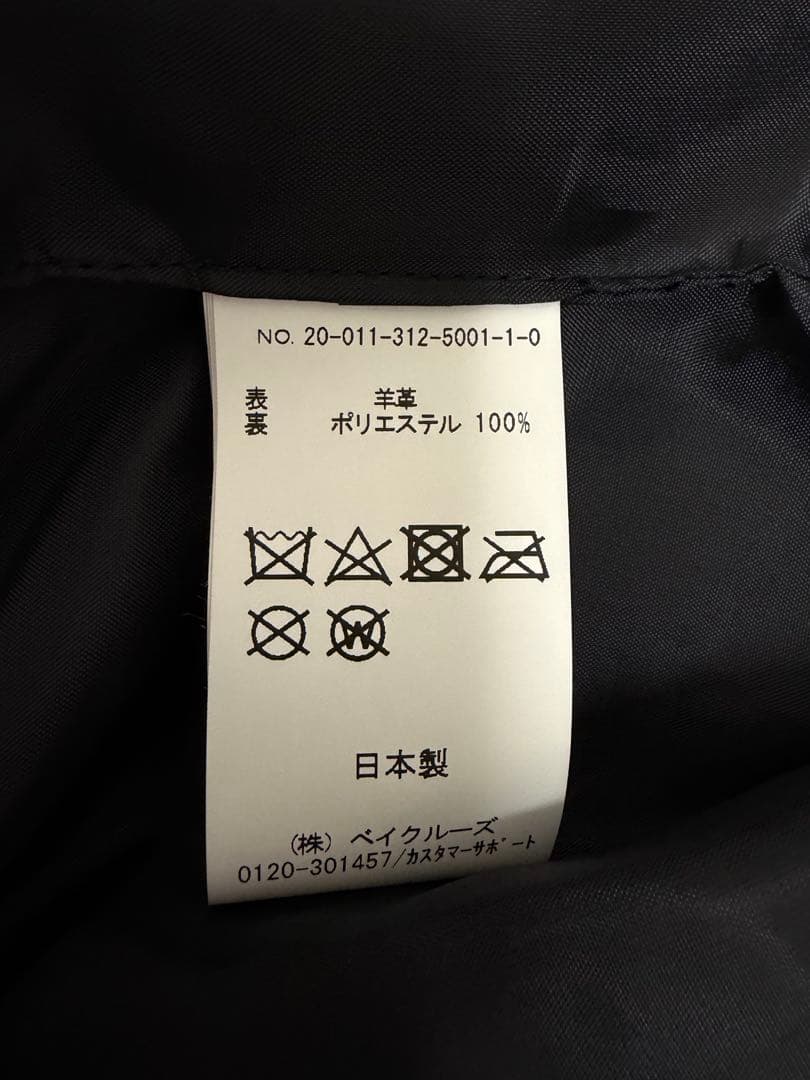 NO. 20-011-312-5001-1-0
表 羊革
裏 ポリエステル 100%
W
日本製
(株) ベイクルーズ
0120-301457/カスタマーサポート